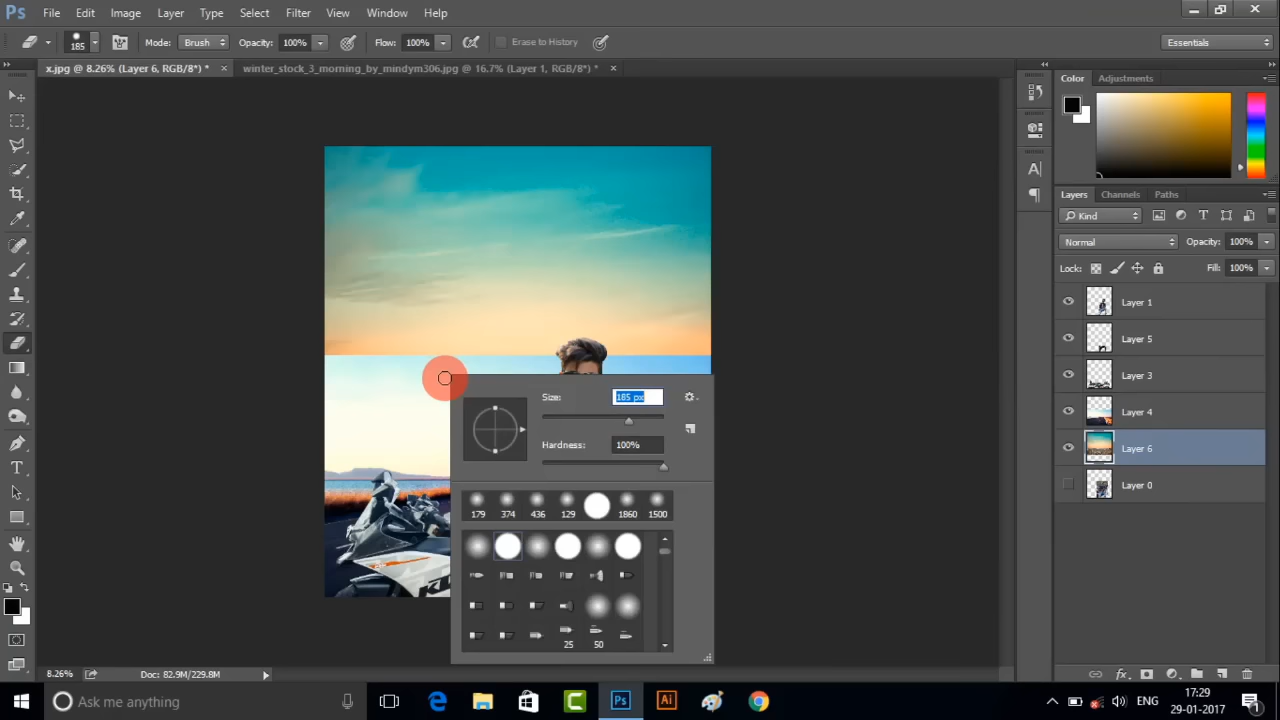 Ps File Edit Image Layer Type Select Filter View Window Help
185 Mode: Brush Opacity: 100% Flow: 100% Erase to History Essentials
x.jpg @ 8.26% (Layer 6, RGB/8*) * × winter_stock_3_morning_by_mindym306.jpg @ 16.7% (Layer 1, RGB/8*) * ×
Color Adjustments
Layers Channels Paths
Kind
Normal Opacity: 100%
Lock: Fill: 100%
Layer 1
Layer 5
Layer 3
Layer 4
Layer 6
Layer 0
Size: 185 px
Hardness: 100%
179 374 436 129 1860 1500
25 50
8.26% Doc: 82.9M/229.8M
Ask me anything
ENG
17:29
29-01-2017